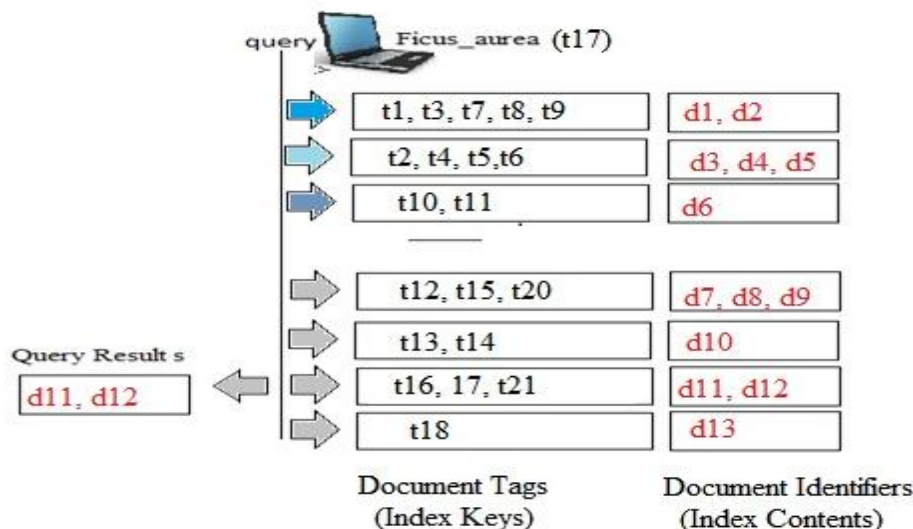 query Ficus_aurea (t17)
>
t1, t3, t7, t8, t9 d1, d2
t2, t4, t5,t6 d3, d4, d5
t10, t11 d6
t12, t15, t20 d7, d8, d9
t13, t14 d10
Query Result s
t16, 17, t21 d11, d12
d11, d12
t18 d13
Document Tags Document Identifiers
(Index Keys) (Index Contents)